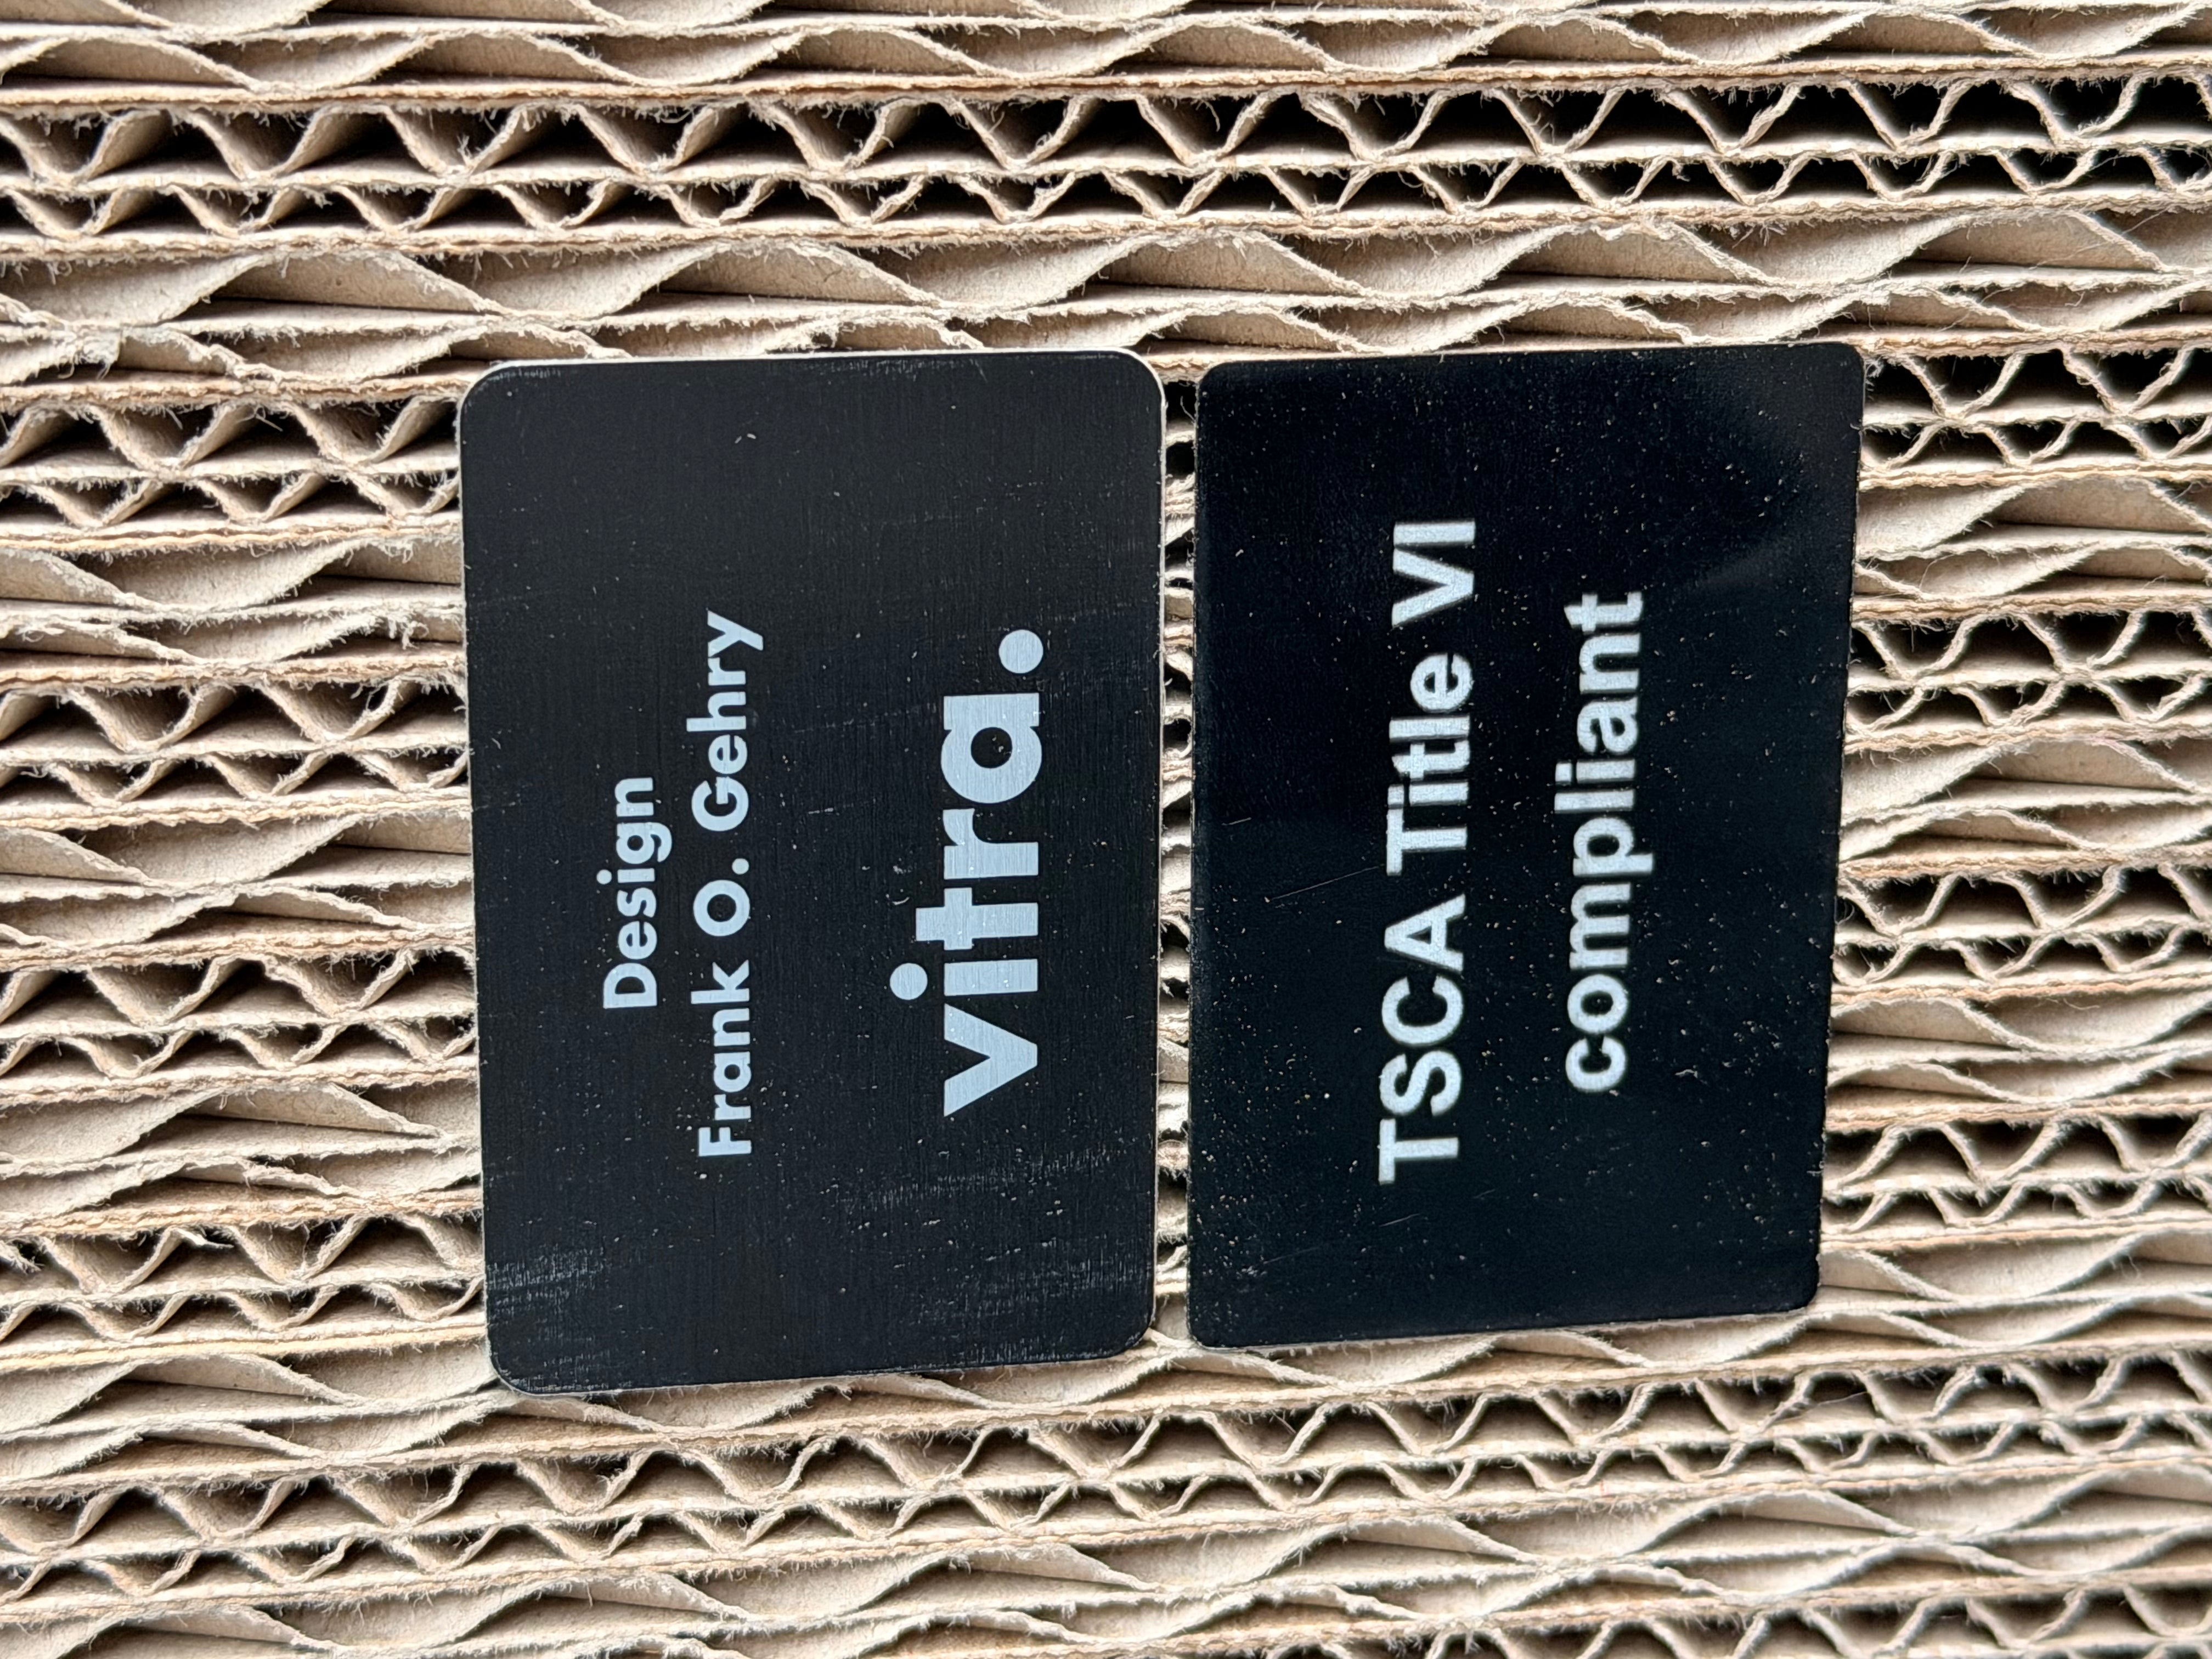 Design
Frank O. Gehry
vitra.
TSCA Title VI
compliant